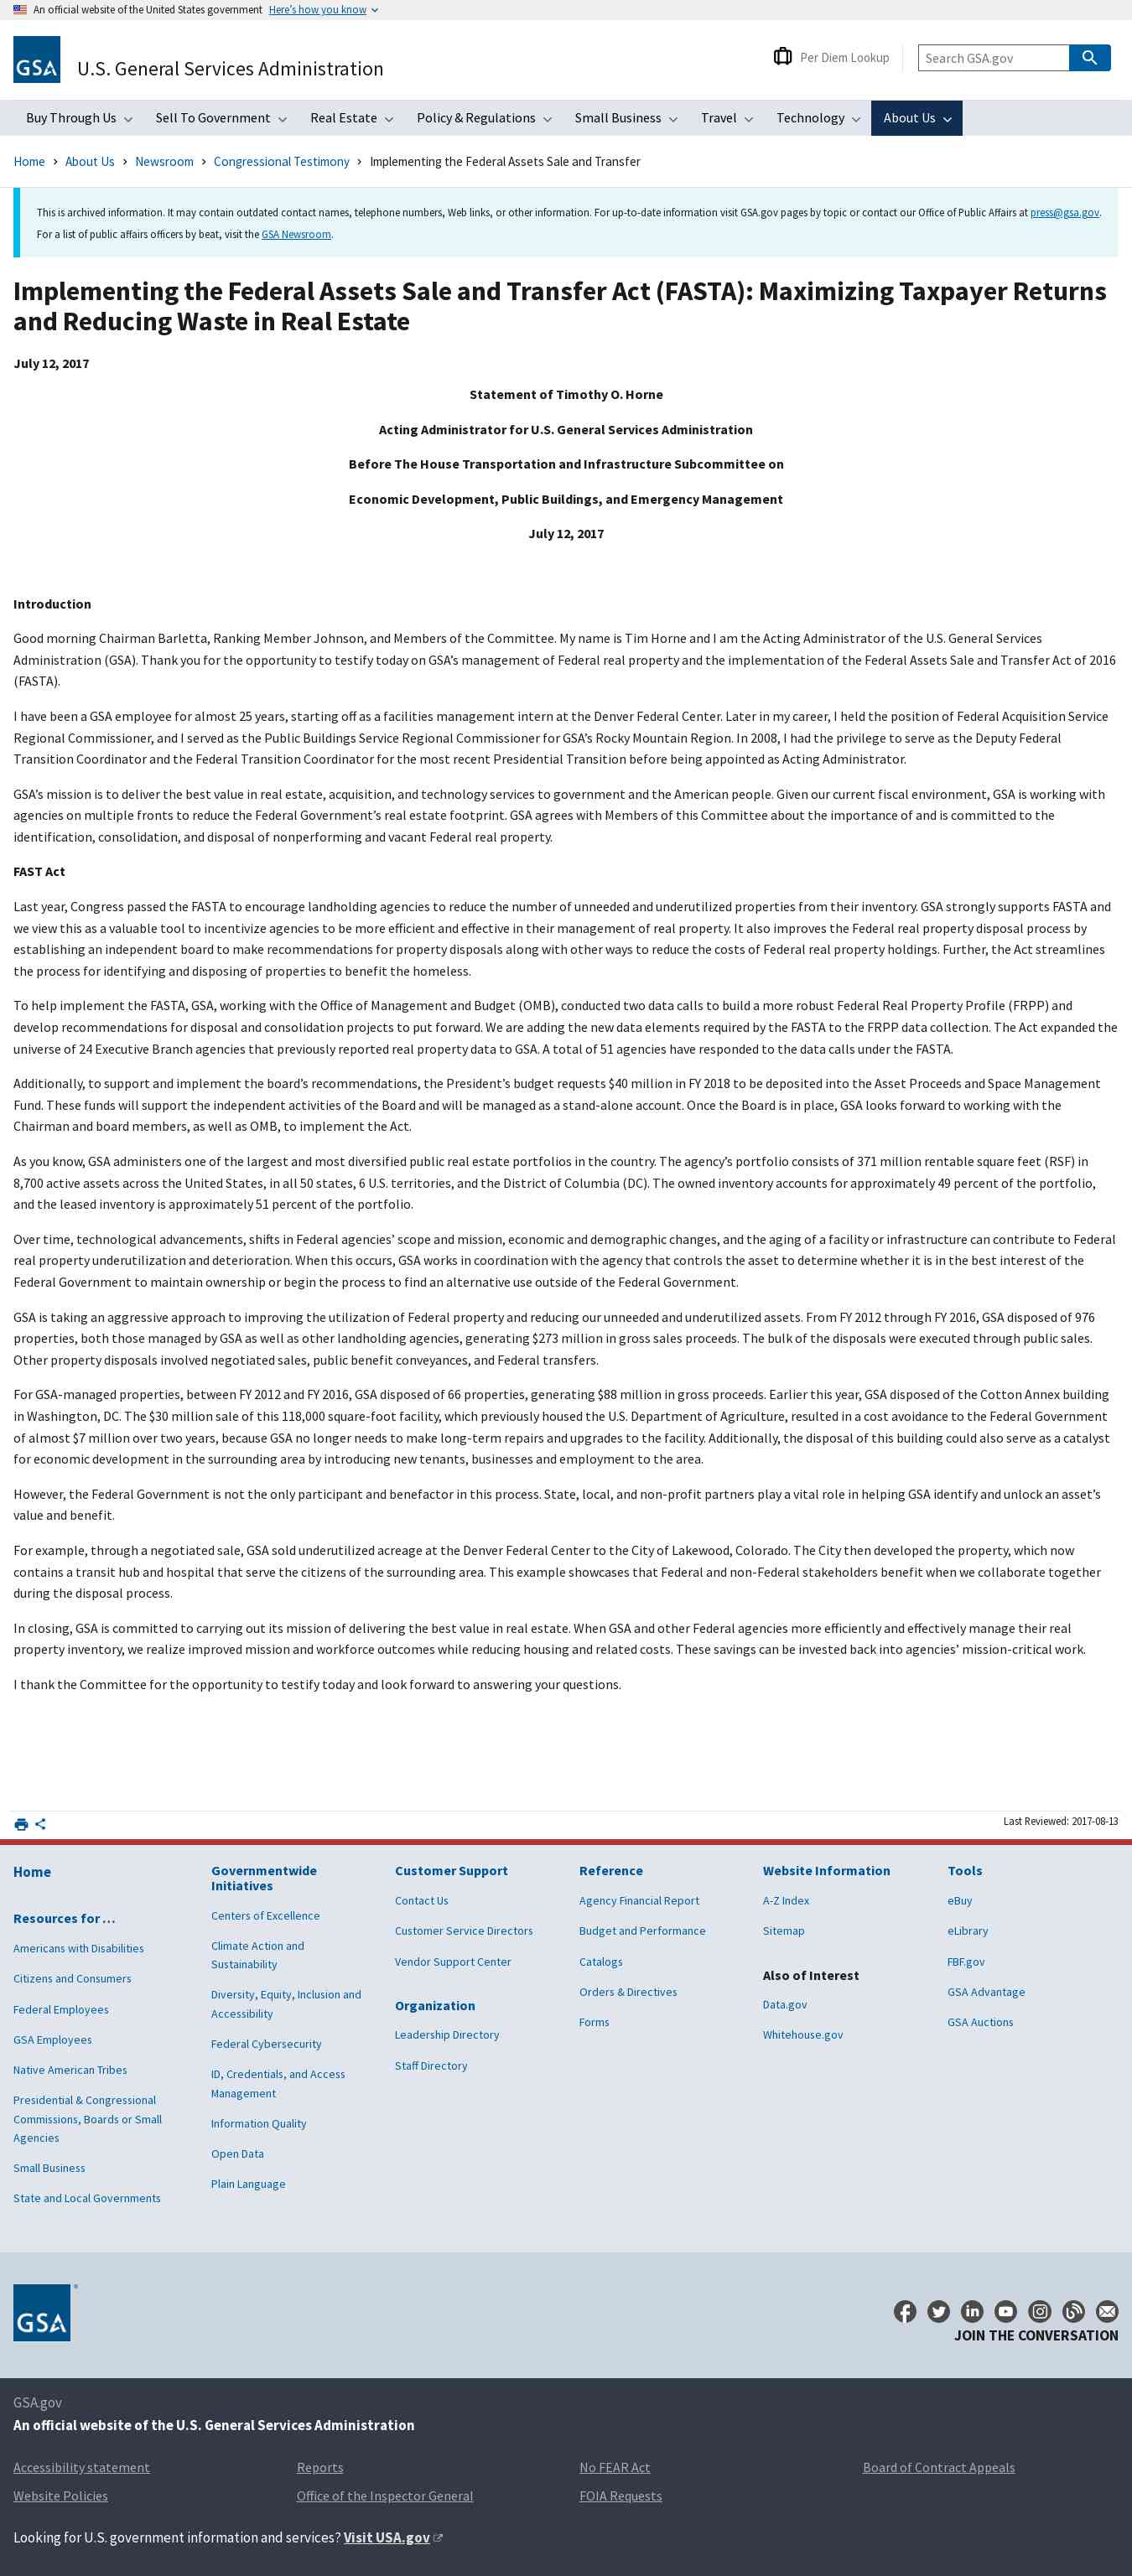 An official website of the United States government Here's how you know
GSA
U.S. General Services Administration
Per Diem Lookup
Search GSA.gov
Buy Through Us
Sell To Government
Real Estate
Policy & Regulations
Small Business
Travel
Technology
About Us
Home > About Us > Newsroom > Congressional Testimony > Implementing the Federal Assets Sale and Transfer
This is archived information. It may contain outdated contact names, telephone numbers, Web links, or other information. For up-to-date information visit GSA.gov pages by topic or contact our Office of Public Affairs at press@gsa.gov.
For a list of public affairs officers by beat, visit the GSA Newsroom.
Implementing the Federal Assets Sale and Transfer Act (FASTA): Maximizing Taxpayer Returns
and Reducing Waste in Real Estate
July 12, 2017
Statement of Timothy O. Horne
Acting Administrator for U.S. General Services Administration
Before The House Transportation and Infrastructure Subcommittee on
Economic Development, Public Buildings, and Emergency Management
July 12, 2017
Introduction
Good morning Chairman Barletta, Ranking Member Johnson, and Members of the Committee. My name is Tim Horne and I am the Acting Administrator of the U.S. General Services
Administration (GSA). Thank you for the opportunity to testify today on GSA’s management of Federal real property and the implementation of the Federal Assets Sale and Transfer Act of 2016
(FASTA).
I have been a GSA employee for almost 25 years, starting off as a facilities management intern at the Denver Federal Center. Later in my career, I held the position of Federal Acquisition Service
Regional Commissioner, and I served as the Public Buildings Service Regional Commissioner for GSA’s Rocky Mountain Region. In 2008, I had the privilege to serve as the Deputy Federal
Transition Coordinator and the Federal Transition Coordinator for the most recent Presidential Transition before being appointed as Acting Administrator.
GSA’s mission is to deliver the best value in real estate, acquisition, and technology services to government and the American people. Given our current fiscal environment, GSA is working with
agencies on multiple fronts to reduce the Federal Government’s real estate footprint. GSA agrees with Members of this Committee about the importance of and is committed to the
identification, consolidation, and disposal of nonperforming and vacant Federal real property.
FAST Act
Last year, Congress passed the FASTA to encourage landholding agencies to reduce the number of unneeded and underutilized properties from their inventory. GSA strongly supports FASTA and
we view this as a valuable tool to incentivize agencies to be more efficient and effective in their management of real property. It also improves the Federal real property disposal process by
establishing an independent board to make recommendations for property disposals along with other ways to reduce the costs of Federal real property holdings. Further, the Act streamlines
the process for identifying and disposing of properties to benefit the homeless.
To help implement the FASTA, GSA, working with the Office of Management and Budget (OMB), conducted two data calls to build a more robust Federal Real Property Profile (FRPP) and
develop recommendations for disposal and consolidation projects to put forward. We are adding the new data elements required by the FASTA to the FRPP data collection. The Act expanded the
universe of 24 Executive Branch agencies that previously reported real property data to GSA. A total of 51 agencies have responded to the data calls under the FASTA.
Additionally, to support and implement the board’s recommendations, the President’s budget requests $40 million in FY 2018 to be deposited into the Asset Proceeds and Space Management
Fund. These funds will support the independent activities of the Board and will be managed as a stand-alone account. Once the Board is in place, GSA looks forward to working with the
Chairman and board members, as well as OMB, to implement the Act.
As you know, GSA administers one of the largest and most diversified public real estate portfolios in the country. The agency’s portfolio consists of 371 million rentable square feet (RSF) in
8,700 active assets across the United States, in all 50 states, 6 U.S. territories, and the District of Columbia (DC). The owned inventory accounts for approximately 49 percent of the portfolio,
and the leased inventory is approximately 51 percent of the portfolio.
Over time, technological advancements, shifts in Federal agencies’ scope and mission, economic and demographic changes, and the aging of a facility or infrastructure can contribute to Federal
real property underutilization and deterioration. When this occurs, GSA works in coordination with the agency that controls the asset to determine whether it is in the best interest of the
Federal Government to maintain ownership or begin the process to find an alternative use outside of the Federal Government.
GSA is taking an aggressive approach to improving the utilization of Federal property and reducing our unneeded and underutilized assets. From FY 2012 through FY 2016, GSA disposed of 976
properties, both those managed by GSA as well as other landholding agencies, generating $273 million in gross sales proceeds. The bulk of the disposals were executed through public sales.
Other property disposals involved negotiated sales, public benefit conveyances, and Federal transfers.
For GSA-managed properties, between FY 2012 and FY 2016, GSA disposed of 66 properties, generating $88 million in gross proceeds. Earlier this year, GSA disposed of the Cotton Annex building
in Washington, DC. The $30 million sale of this 118,000 square-foot facility, which previously housed the U.S. Department of Agriculture, resulted in a cost avoidance to the Federal Government
of almost $7 million over two years, because GSA no longer needs to make long-term repairs and upgrades to the facility. Additionally, the disposal of this building could also serve as a catalyst
for economic development in the surrounding area by introducing new tenants, businesses and employment to the area.
However, the Federal Government is not the only participant and benefactor in this process. State, local, and non-profit partners play a vital role in helping GSA identify and unlock an asset’s
value and benefit.
For example, through a negotiated sale, GSA sold underutilized acreage at the Denver Federal Center to the City of Lakewood, Colorado. The City then developed the property, which now
contains a transit hub and hospital that serve the citizens of the surrounding area. This example showcases that Federal and non-Federal stakeholders benefit when we collaborate together
during the disposal process.
In closing, GSA is committed to carrying out its mission of delivering the best value in real estate. When GSA and other Federal agencies more efficiently and effectively manage their real
property inventory, we realize improved mission and workforce outcomes while reducing housing and related costs. These savings can be invested back into agencies’ mission-critical work.
I thank the Committee for the opportunity to testify today and look forward to answering your questions.
Last Reviewed: 2017-08-13
Home
Resources for …
Americans with Disabilities
Citizens and Consumers
Federal Employees
GSA Employees
Native American Tribes
Presidential & Congressional
Commissions, Boards or Small
Agencies
Small Business
State and Local Governments
Governmentwide
Initiatives
Centers of Excellence
Climate Action and
Sustainability
Diversity, Equity, Inclusion and
Accessibility
Federal Cybersecurity
ID, Credentials, and Access
Management
Information Quality
Open Data
Plain Language
Customer Support
Contact Us
Customer Service Directors
Vendor Support Center
Organization
Leadership Directory
Staff Directory
Reference
Agency Financial Report
Budget and Performance
Catalogs
Orders & Directives
Forms
Website Information
A-Z Index
Sitemap
Also of Interest
Data.gov
Whitehouse.gov
Tools
eBuy
eLibrary
FBF.gov
GSA Advantage
GSA Auctions
GSA
®
JOIN THE CONVERSATION
GSA.gov
An official website of the U.S. General Services Administration
Accessibility statement
Reports
No FEAR Act
Board of Contract Appeals
Website Policies
Office of the Inspector General
FOIA Requests
Looking for U.S. government information and services? Visit USA.gov